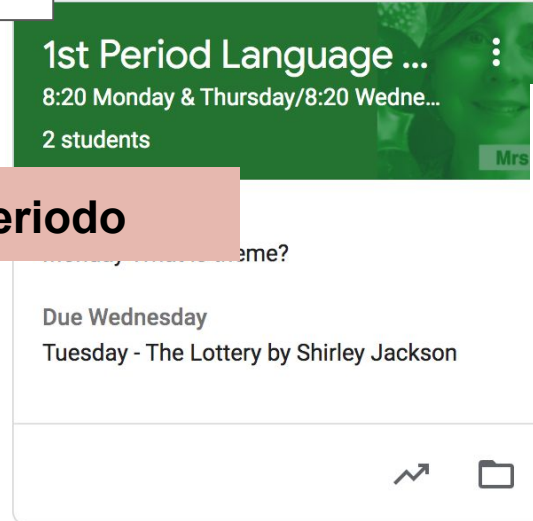 1st Period Language ...
8:20 Monday & Thursday/8:20 Wedne...
2 students
Mrs
eriodo
eme?
Due Wednesday
Tuesday - The Lottery by Shirley Jackson